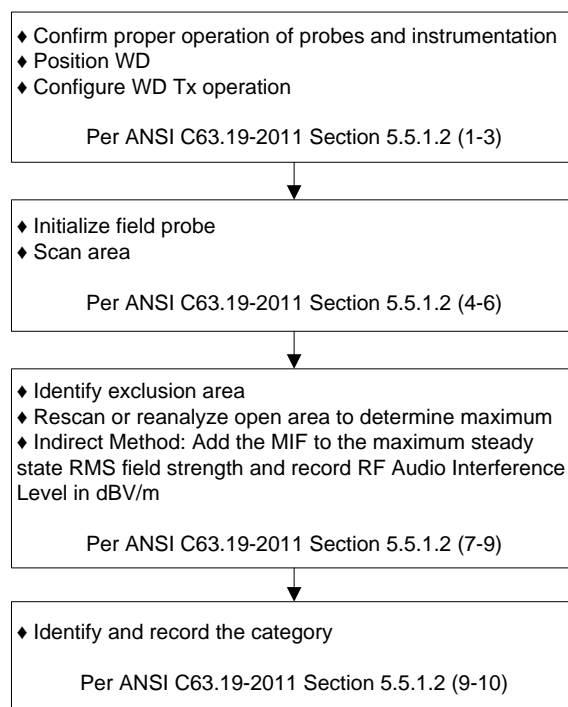 ♦ Confirm proper operation of probes and instrumentation
♦ Position WD
♦ Configure WD Tx operation
Per ANSI C63.19-2011 Section 5.5.1.2 (1-3)
♦ Initialize field probe
♦ Scan area
Per ANSI C63.19-2011 Section 5.5.1.2 (4-6)
♦ Identify exclusion area
♦ Rescan or reanalyze open area to determine maximum
♦ Indirect Method: Add the MIF to the maximum steady
state RMS field strength and record RF Audio Interference
Level in dBV/m
Per ANSI C63.19-2011 Section 5.5.1.2 (7-9)
♦ Identify and record the category
Per ANSI C63.19-2011 Section 5.5.1.2 (9-10)